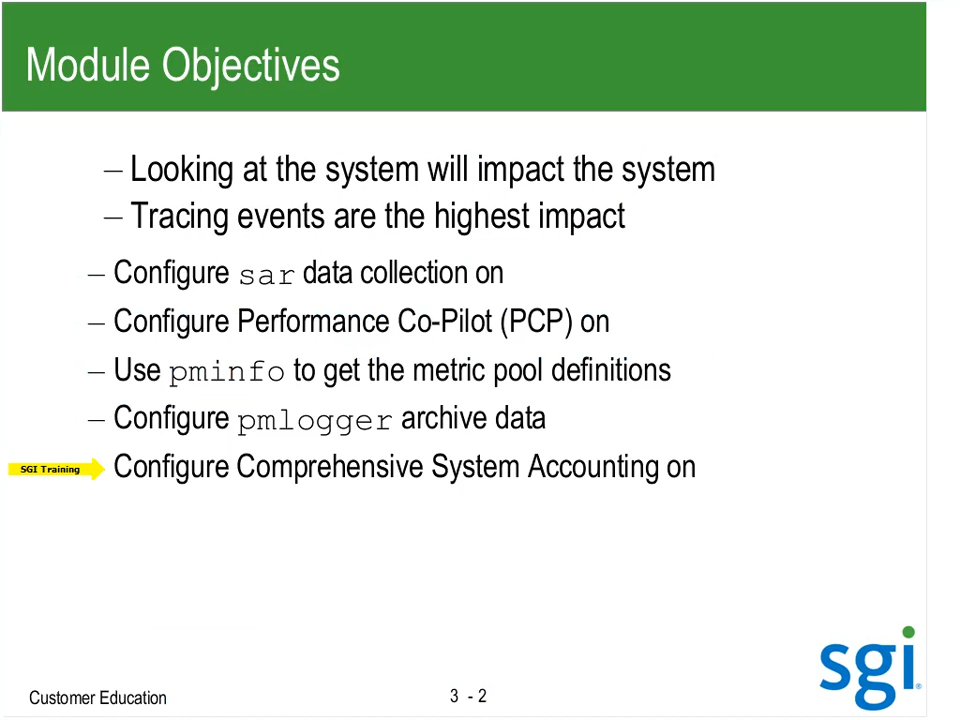 Module Objectives
– Looking at the system will impact the system
– Tracing events are the highest impact
– Configure sar data collection on
– Configure Performance Co-Pilot (PCP) on
– Use pminfo to get the metric pool definitions
– Configure pmlogger archive data
SGI Training Configure Comprehensive System Accounting on
sgi®
Customer Education
3 - 2